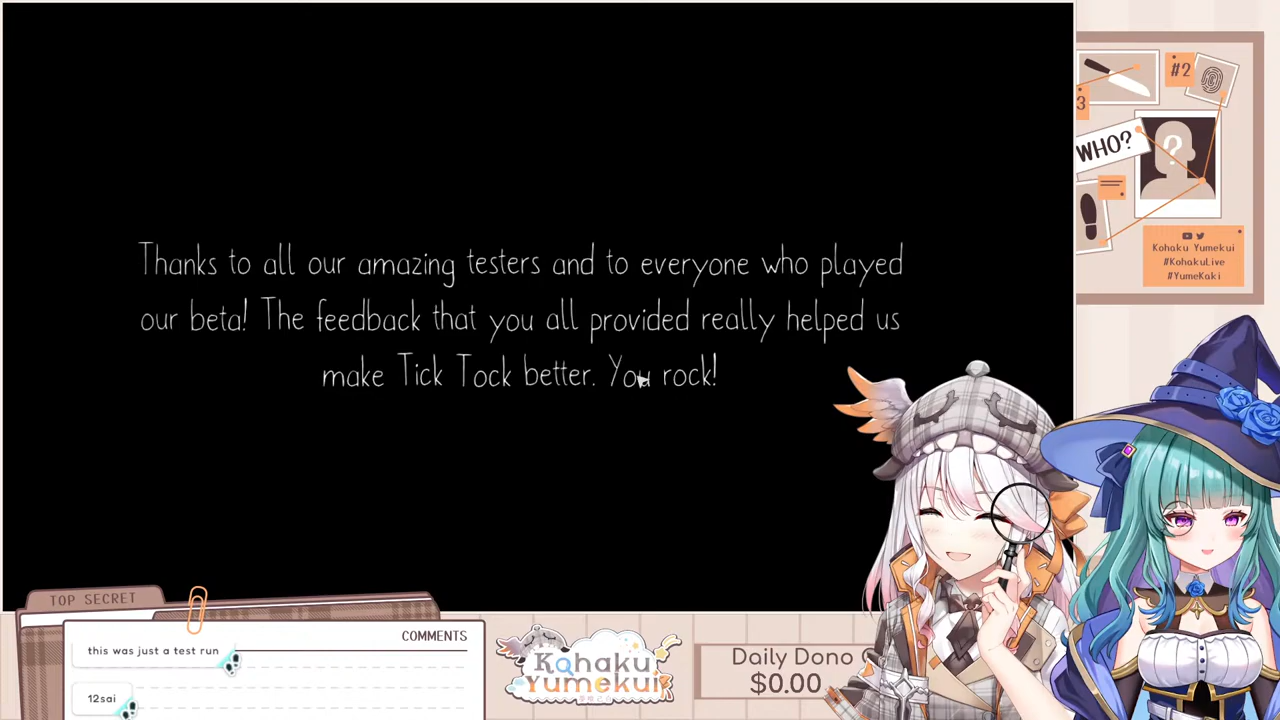 Thanks to all our amazing testers and to everyone who played
our beta! The feedback that you all provided really helped us
make Tick Tock better. You rock!
#2
3
WHO?
Kohaku Yumekui
#KohakuLive
#YumeKaki
TOP SECRET
COMMENTS
this was just a test run
12sai
Kohaku
Yumekui
Daily Dono
$0.00